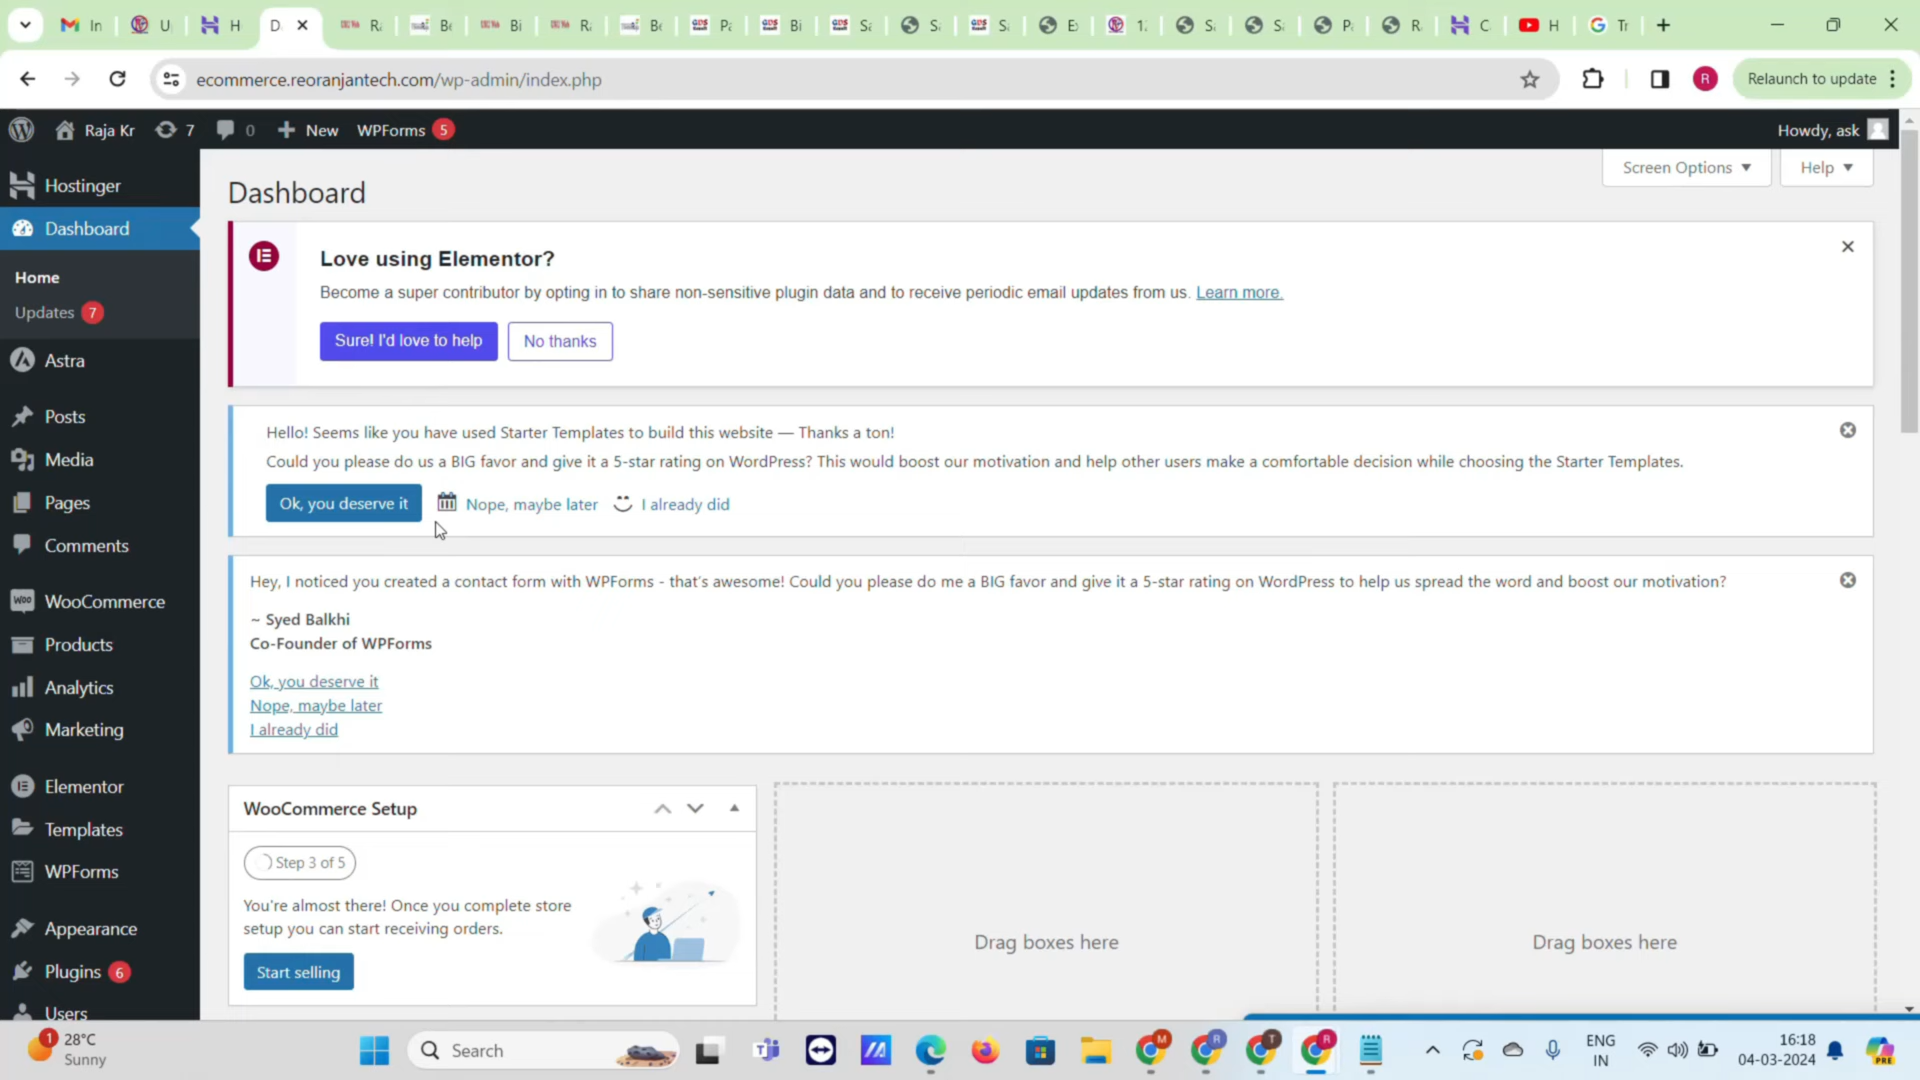 In
U
H
D
R
Be
Bi
R
Be
Pa
Bi
Sa
S
S
E
1
S
S
P
R
C
H
Tr
ecommerce.reoranjantech.com/wp-admin/index.php
R
Relaunch to update
Raja Kr
7
0
New
WPForms 5
Howdy, ask
Hostinger
Dashboard
Home
Updates 7
Astra
Posts
Media
Pages
Comments
WooCommerce
Products
Analytics
Marketing
Elementor
Templates
WPForms
Appearance
Plugins 6
Users
Screen Options
Help
Dashboard
Love using Elementor?
Become a super contributor by opting in to share non-sensitive plugin data and to receive periodic email updates from us. Learn more.
Sure! I'd love to help
No thanks
Hello! Seems like you have used Starter Templates to build this website — Thanks a ton!
Could you please do us a BIG favor and give it a 5-star rating on WordPress? This would boost our motivation and help other users make a comfortable decision while choosing the Starter Templates.
Ok, you deserve it
Nope, maybe later
I already did
Hey, I noticed you created a contact form with WPForms - that's awesome! Could you please do me a BIG favor and give it a 5-star rating on WordPress to help us spread the word and boost our motivation?
~ Syed Balkhi
Co-Founder of WPForms
Ok, you deserve it
Nope, maybe later
I already did
WooCommerce Setup
Step 3 of 5
You're almost there! Once you complete store
setup you can start receiving orders.
Start selling
Drag boxes here
Drag boxes here
1
28°C
Sunny
Search
M
R
T
R
ENG
IN
16:18
04-03-2024
PRE